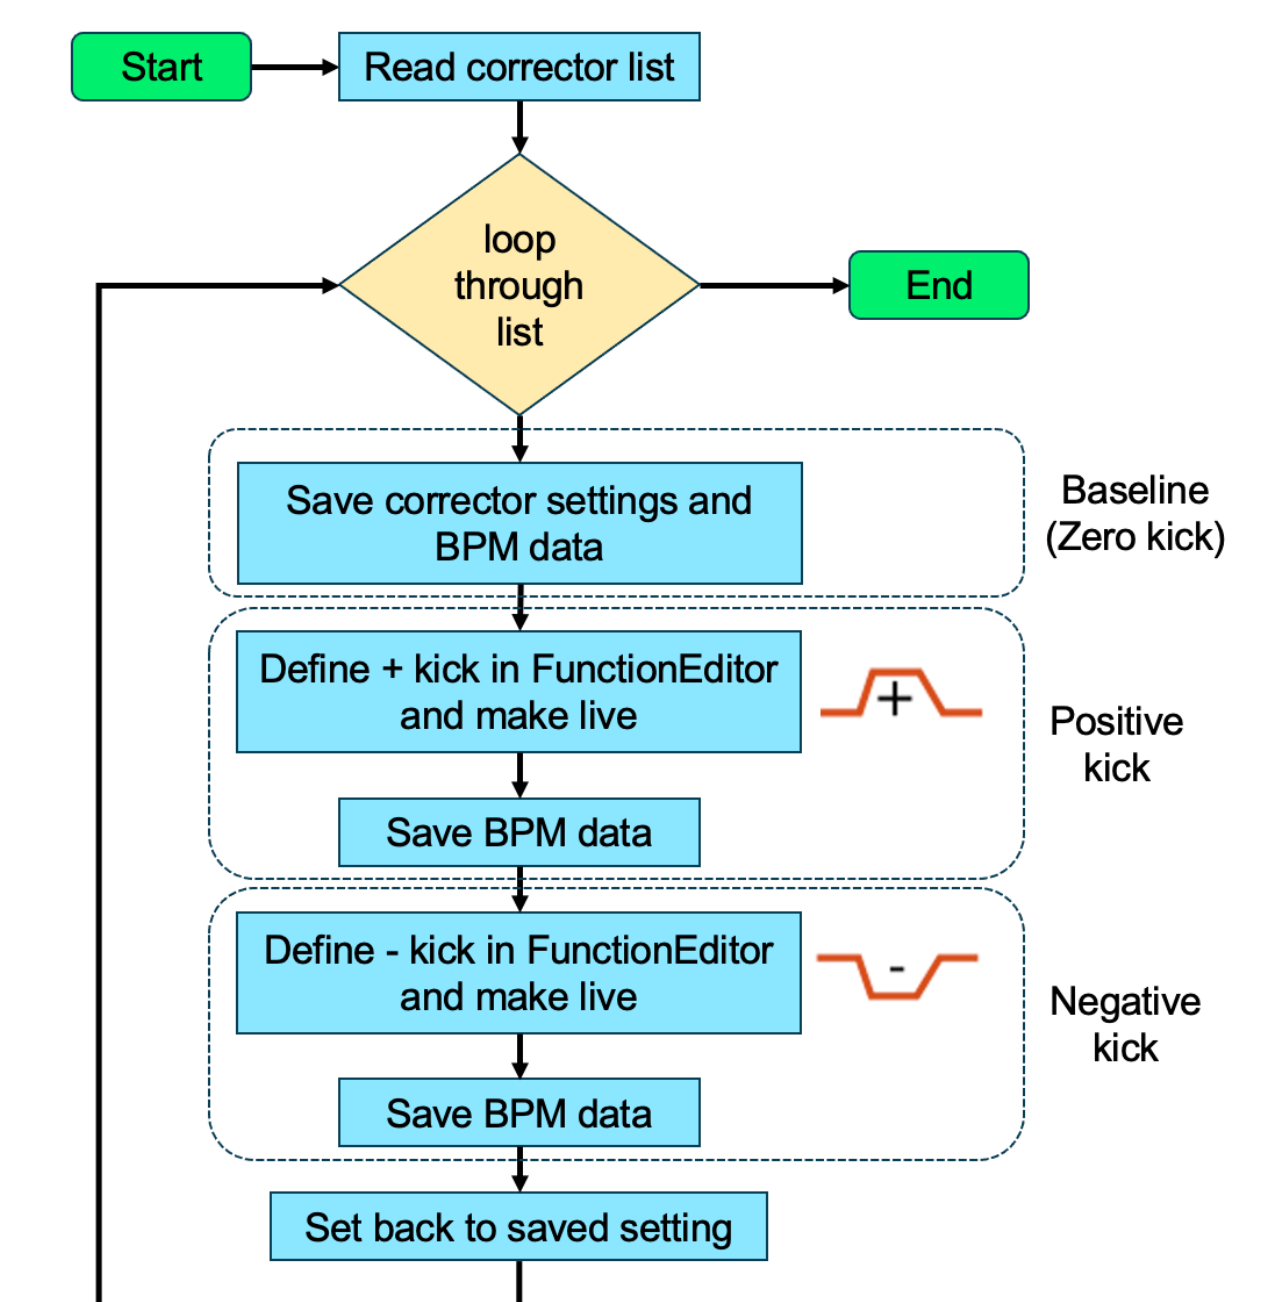 Start
Read corrector list
loop
through
list
End
Save corrector settings and
BPM data
Baseline
(Zero kick)
Define + kick in FunctionEditor
and make live
+
Positive
kick
Save BPM data
Define - kick in FunctionEditor
and make live
-
Negative
kick
Save BPM data
Set back to saved setting